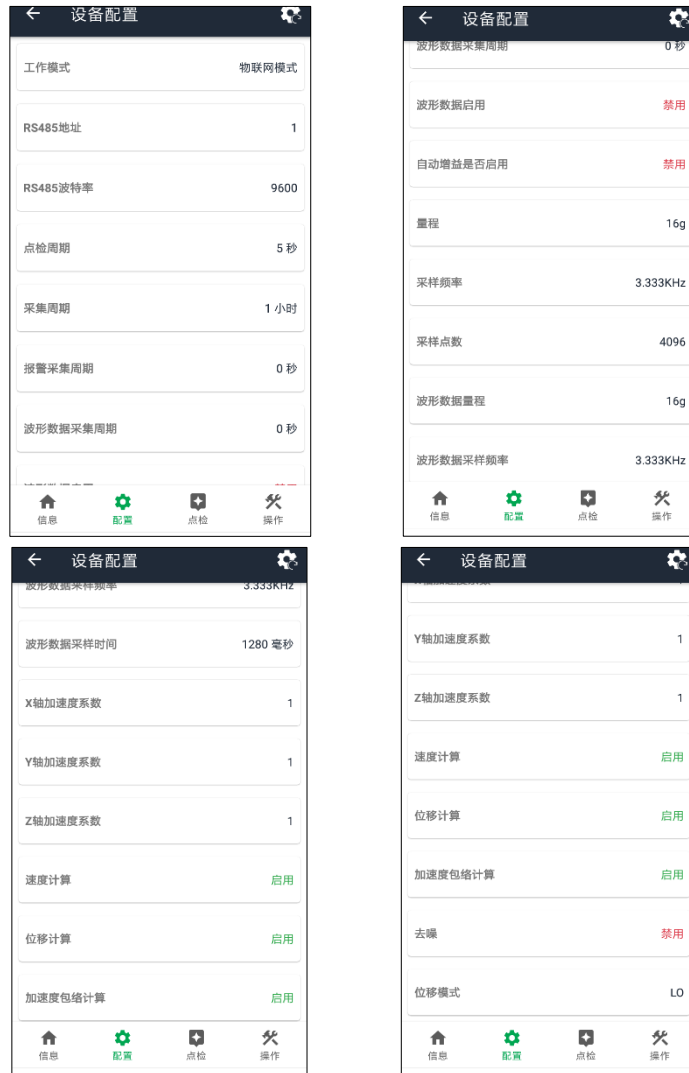 设备配置
工作模式 物联网模式
RS485地址 1
RS485波特率 9600
点检周期 5 秒
采集周期 1 小时
报警采集周期 0 秒
波形数据采集周期 0 秒
信息 配置 点检 操作
设备配置
波形数据采集周期 0 秒
波形数据启用 禁用
自动增益是否启用 禁用
量程 16g
采样频率 3.333KHz
采样点数 4096
波形数据量程 16g
波形数据采样频率 3.333KHz
信息 配置 点检 操作
设备配置
波形数据采样频率 3.333KHz
波形数据采样时间 1280 毫秒
X轴加速度系数 1
Y轴加速度系数 1
Z轴加速度系数 1
速度计算 启用
位移计算 启用
加速度包络计算 启用
信息 配置 点检 操作
设备配置
Y轴加速度系数 1
Z轴加速度系数 1
速度计算 启用
位移计算 启用
加速度包络计算 启用
去噪 禁用
位移模式 LO
信息 配置 点检 操作